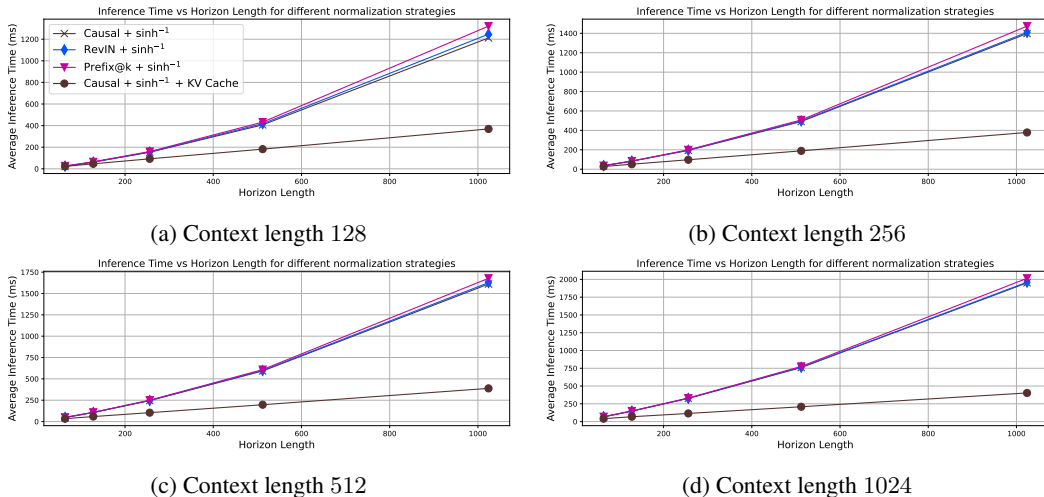 Inference Time vs Horizon Length for different normalization strategies
Average Inference Time (ms)
1200
1000
800
600
400
200
0
Causal + sinh⁻¹
RevIN + sinh⁻¹
Prefix@k + sinh⁻¹
Causal + sinh⁻¹ + KV Cache
200 400 600 800 1000
Horizon Length
(a) Context length 128
Inference Time vs Horizon Length for different normalization strategies
Average Inference Time (ms)
1400
1200
1000
800
600
400
200
0
200 400 600 800 1000
Horizon Length
(b) Context length 256
Inference Time vs Horizon Length for different normalization strategies
Average Inference Time (ms)
1750
1500
1250
1000
750
500
250
0
200 400 600 800 1000
Horizon Length
(c) Context length 512
Inference Time vs Horizon Length for different normalization strategies
Average Inference Time (ms)
2000
1750
1500
1250
1000
750
500
250
0
200 400 600 800 1000
Horizon Length
(d) Context length 1024